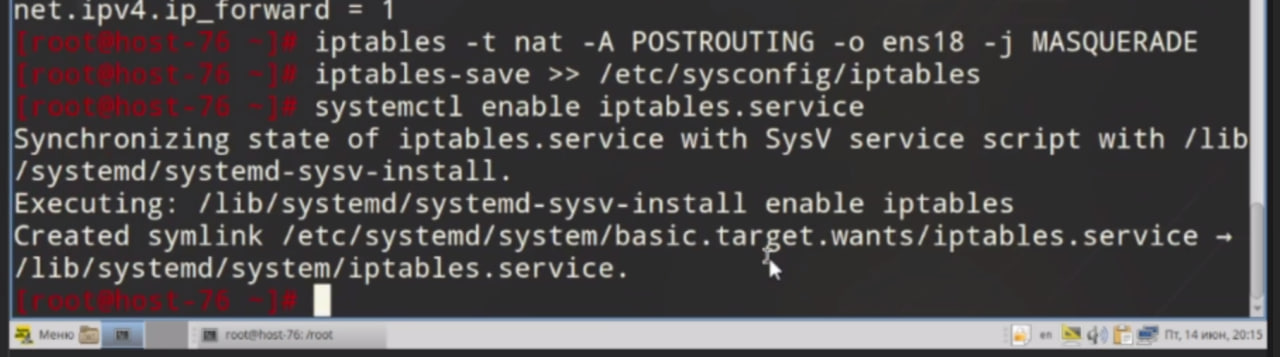 net.ipv4.ip_forward = 1
[root@host-76 ~]# iptables -t nat -A POSTROUTING -o ens18 -j MASQUERADE
[root@host-76 ~]# iptables-save >> /etc/sysconfig/iptables
[root@host-76 ~]# systemctl enable iptables.service
Synchronizing state of iptables.service with SysV service script with /lib
/systemd/systemd-sysv-install.
Executing: /lib/systemd/systemd-sysv-install enable iptables
Created symlink /etc/systemd/system/basic.target.wants/iptables.service →
/lib/systemd/system/iptables.service.
[root@host-76 ~]#
Меню root@host-76: /root en Пт, 14 июн, 20:15